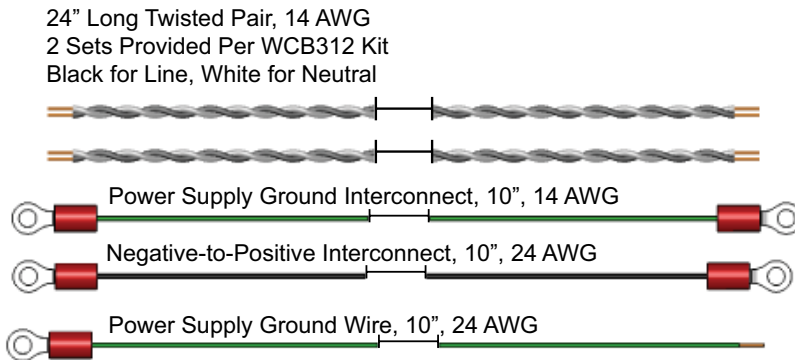 24” Long Twisted Pair, 14 AWG
2 Sets Provided Per WCB312 Kit
Black for Line, White for Neutral
Power Supply Ground Interconnect, 10”, 14 AWG
Negative-to-Positive Interconnect, 10”, 24 AWG
Power Supply Ground Wire, 10”, 24 AWG